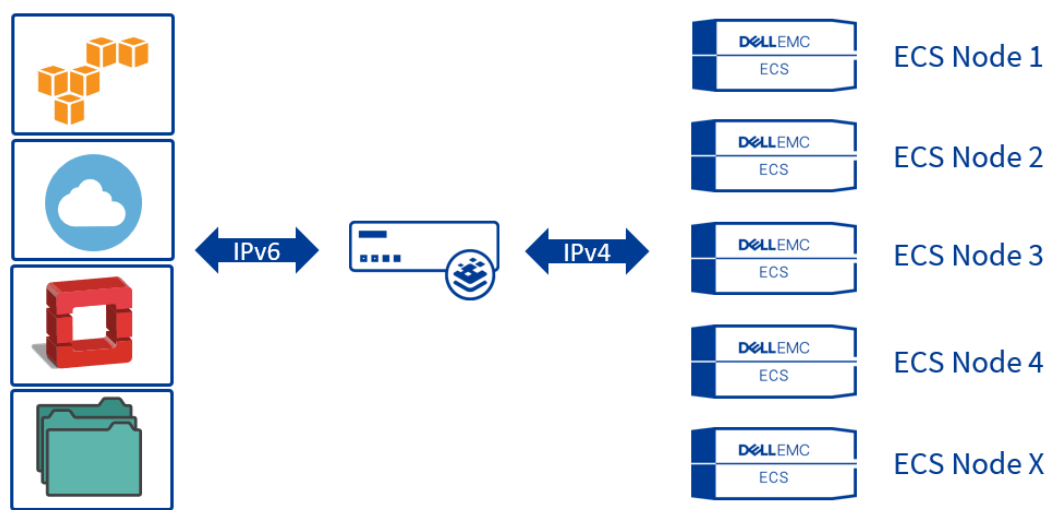 DELLEMC
ECS
ECS Node 1
DELLEMC
ECS
ECS Node 2
IPv6
IPv4
DELLEMC
ECS
ECS Node 3
DELLEMC
ECS
ECS Node 4
DELLEMC
ECS
ECS Node X